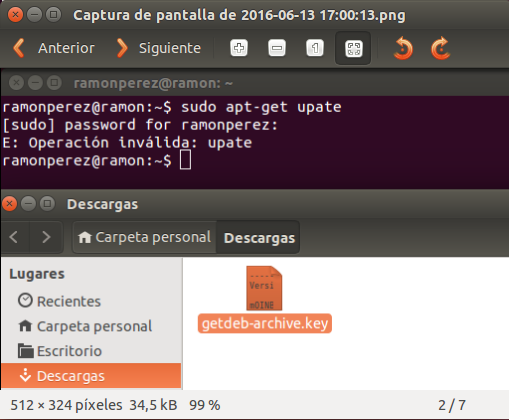 Captura de pantalla de 2016-06-13 17:00:13.png
Anterior Siguiente
ramonperez@ramon: ~
ramonperez@ramon:~$ sudo apt-get upate
[sudo] password for ramonperez:
E: Operación inválida: upate
ramonperez@ramon:~$
Descargas
Carpeta personal Descargas
Lugares
Recientes
Carpeta personal
Escritorio
Descargas
-----
Versi
mQINB
getdeb-archive.key
512 × 324 píxeles 34,5 kB 99 % 2 / 7